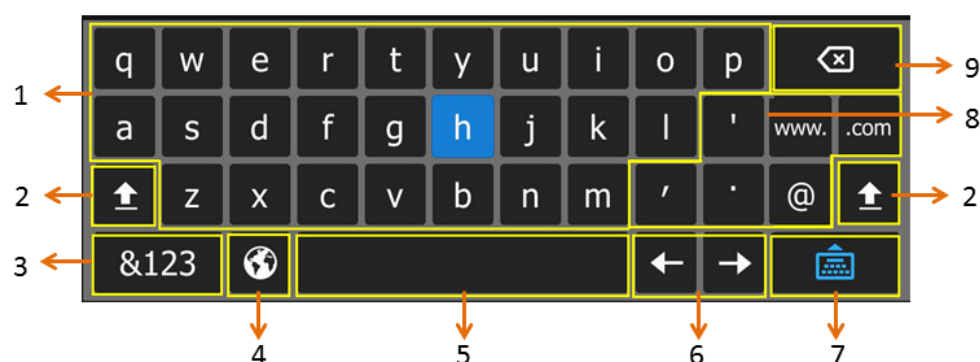 q w e r t y u i o p 9
1
a s d f g h j k l ' www. .com 8
2 z x c v b n m , . @ 2
3 &123
4 5 6 7